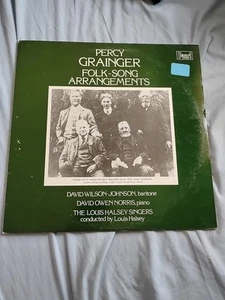 PERCY
GRAINGER
FOLK-SONG
ARRANGEMENTS
DAVID WILSON-JOHNSON, baritone
DAVID OWEN NORRIS, piano
THE LOUIS HALSEY SINGERS
conducted by Louis Halsey